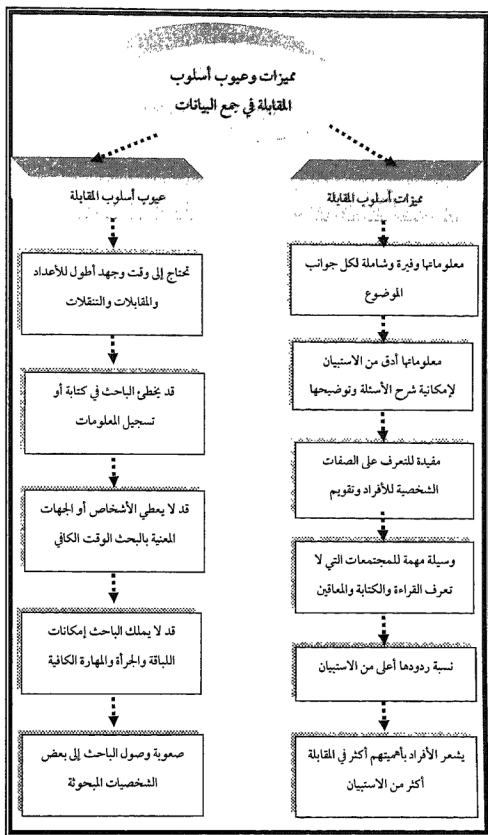 مميزات وعيوب أسلوب
المقابلة في جمع البيانات
مميزات أسلوب المقابلة
معلوماتها وفيرة وشاملة لكل جوانب
الموضوع
معلوماتها أدق من الاستبيان
لإمكانية شرح الأسئلة وتوضيحها
مفيدة للتعرف على الصفات
الشخصية للأفراد وتقويم
وسيلة مهمة للمجتمعات التي لا
تعرف القراءة والكتابة والمعاقين
نسبة ردودها أعلى من الاستبيان
يشعر الأفراد بأهميتهم أكثر في المقابلة
أكثر من الاستبيان
عيوب أسلوب المقابلة
تحتاج إلى وقت وجهد أطول للأعداد
والمقابلات والتنقلات
قد يخطئ الباحث في كتابة أو
تسجيل المعلومات
قد لا يعطي الأشخاص أو الجهات
المعنية بالبحث الوقت الكافي
قد لا يملك الباحث إمكانات
اللباقة والجرأة والمهارة الكافية
صعوبة وصول الباحث إلى بعض
الشخصيات المبحوثة